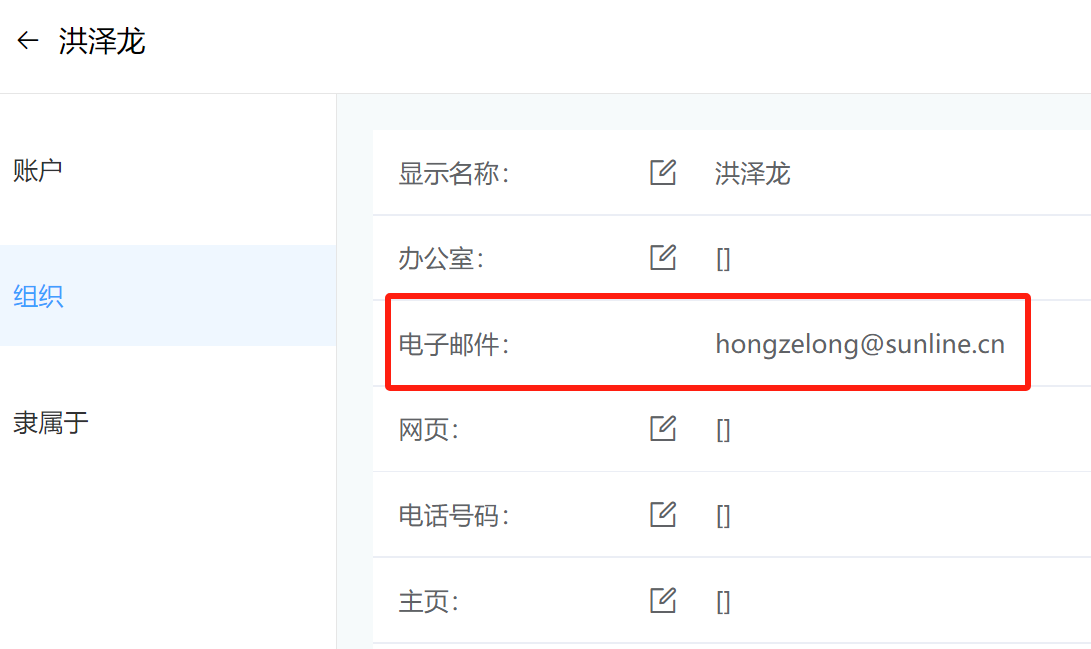 洪泽龙
账户
组织
隶属于
显示名称： 洪泽龙
办公室： []
电子邮件： hongzelong@sunline.cn
网页： []
电话号码： []
主页： []